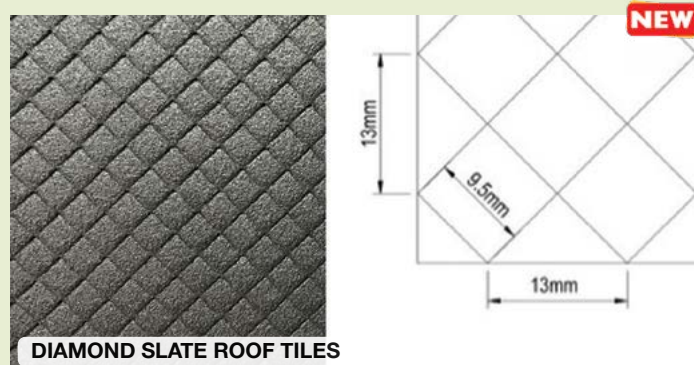 NEW
13mm
9.5mm
13mm
DIAMOND SLATE ROOF TILES